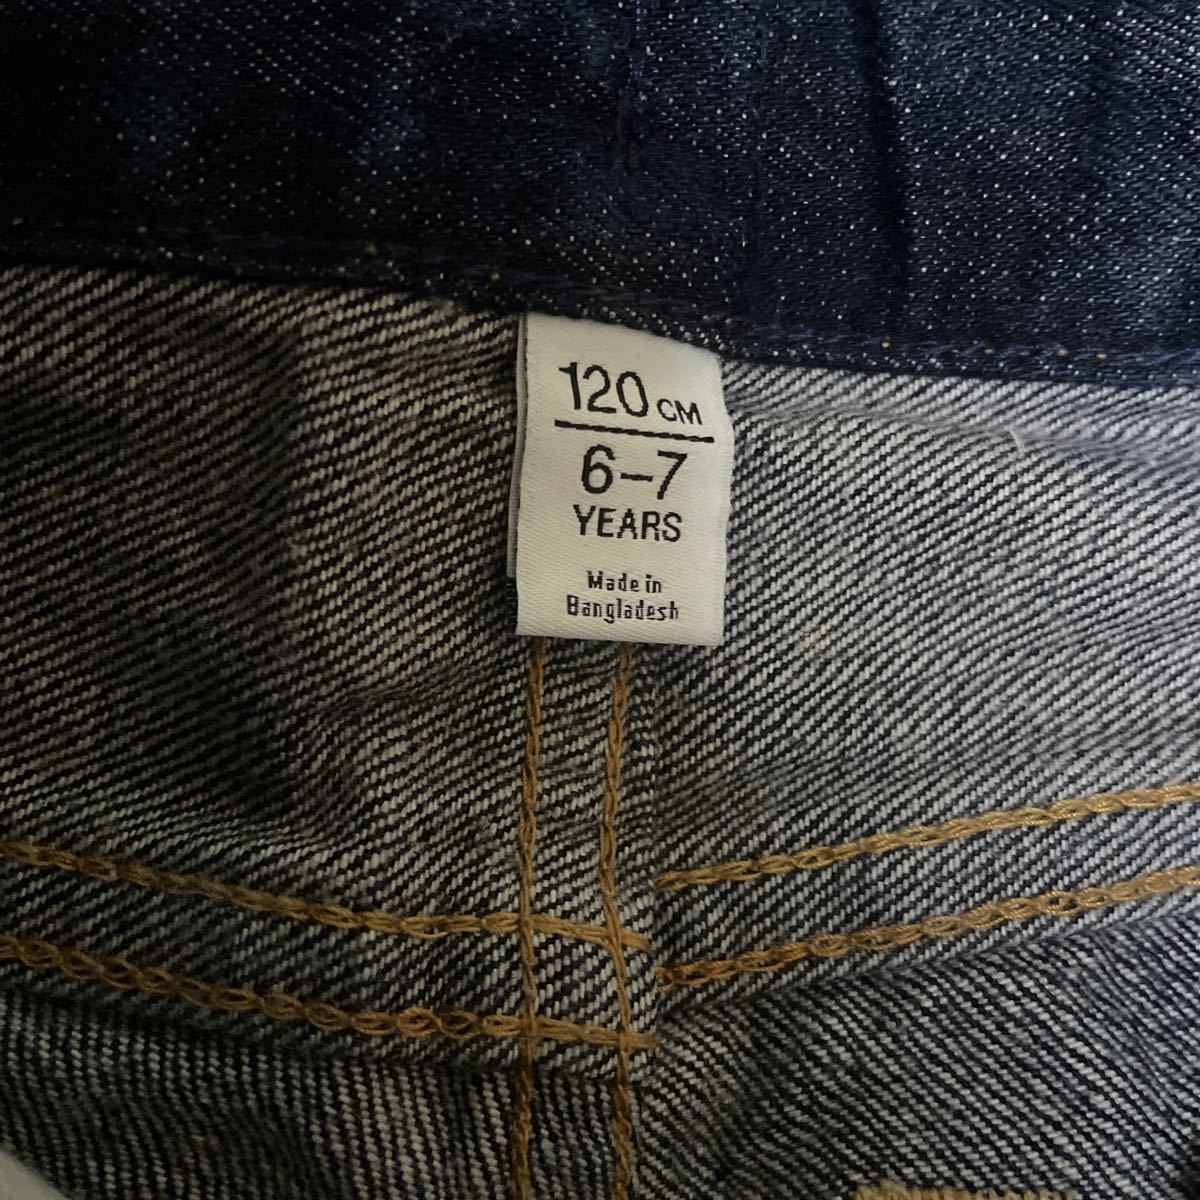 120 CM
6–7
YEARS
Made in
Bangladesh